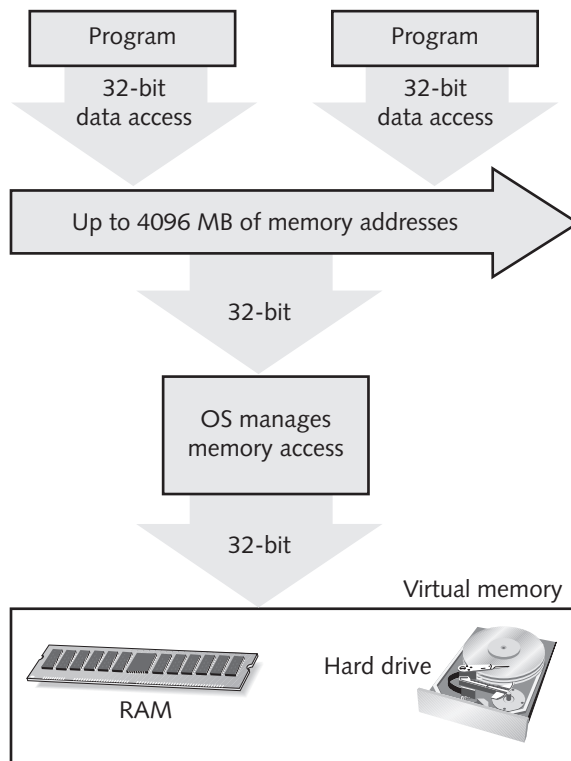 Program
Program
32-bit
data access
32-bit
data access
Up to 4096 MB of memory addresses
32-bit
OS manages
memory access
32-bit
Virtual memory
Hard drive
RAM